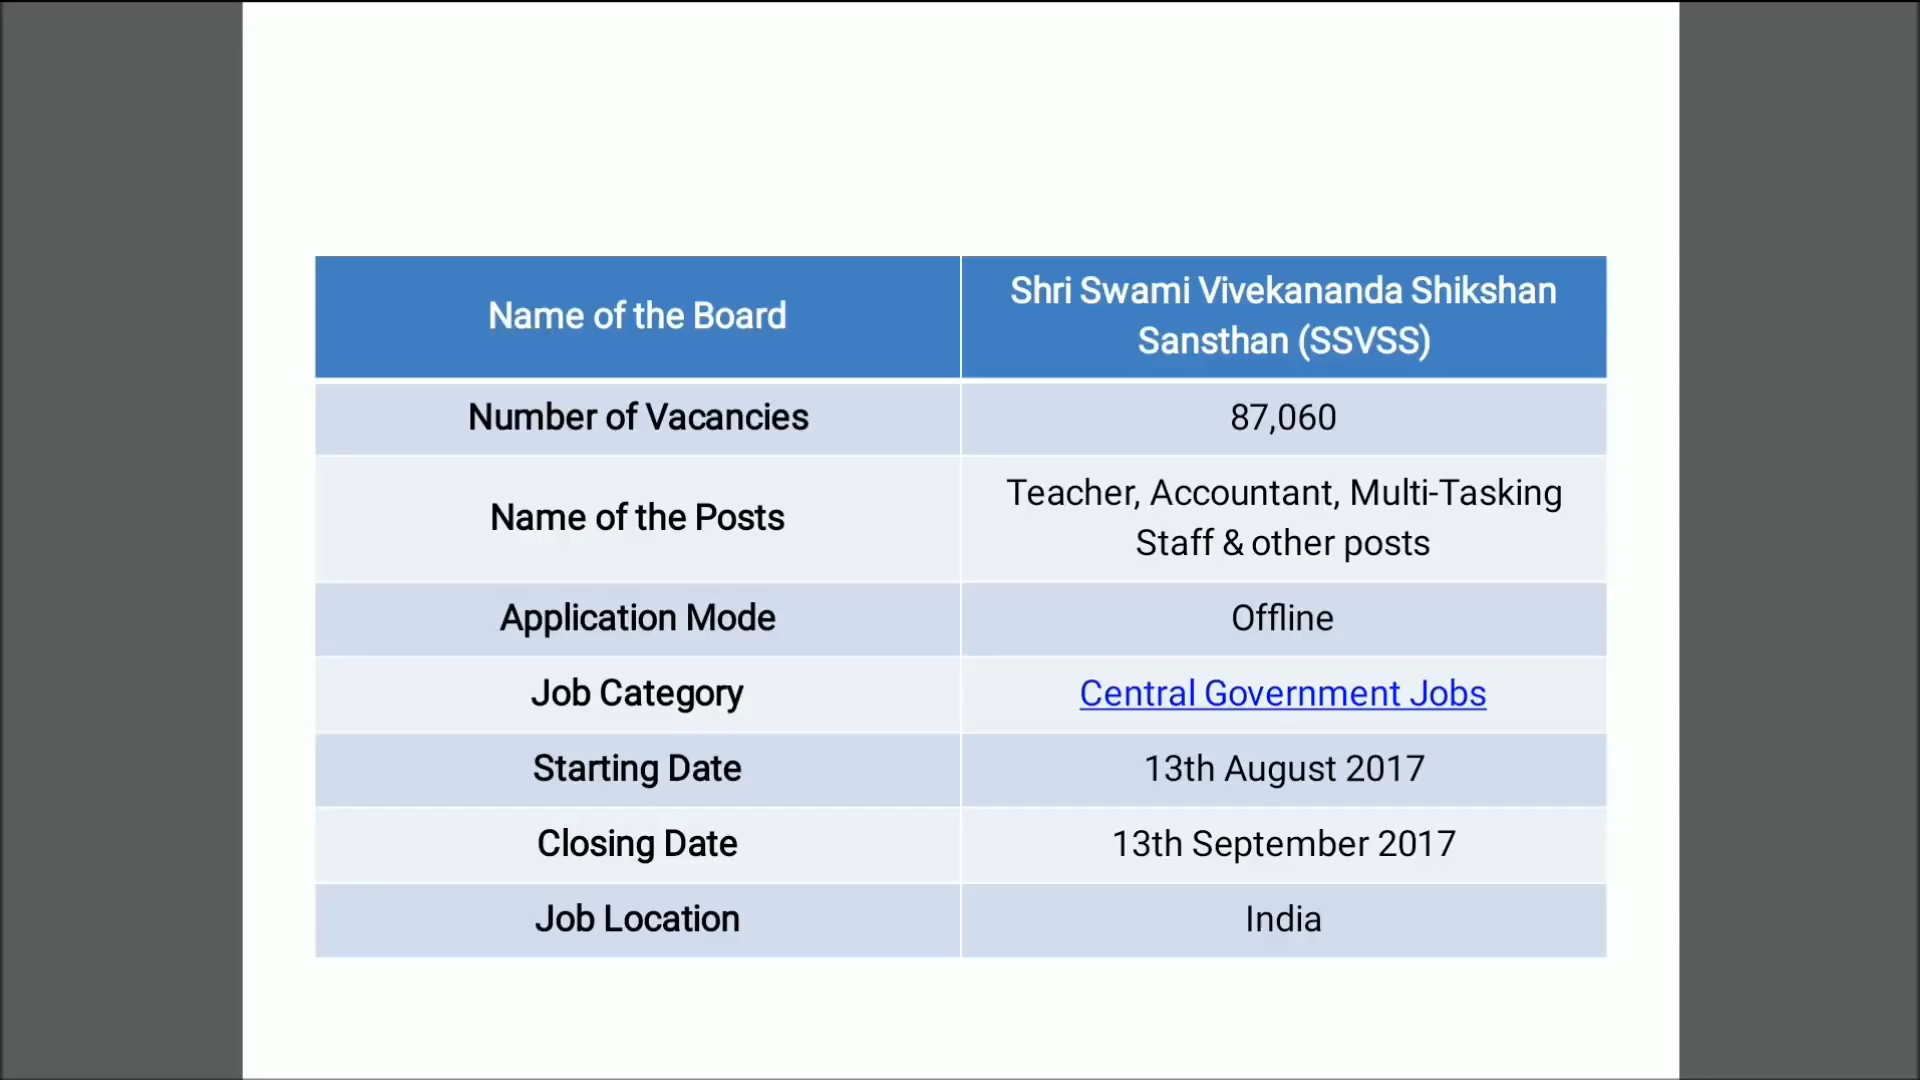 Name of the Board
Shri Swami Vivekananda Shikshan
Sansthan (SSVSS)
Number of Vacancies
87,060
Name of the Posts
Teacher, Accountant, Multi-Tasking
Staff & other posts
Application Mode
Offline
Job Category
Central Government Jobs
Starting Date
13th August 2017
Closing Date
13th September 2017
Job Location
India